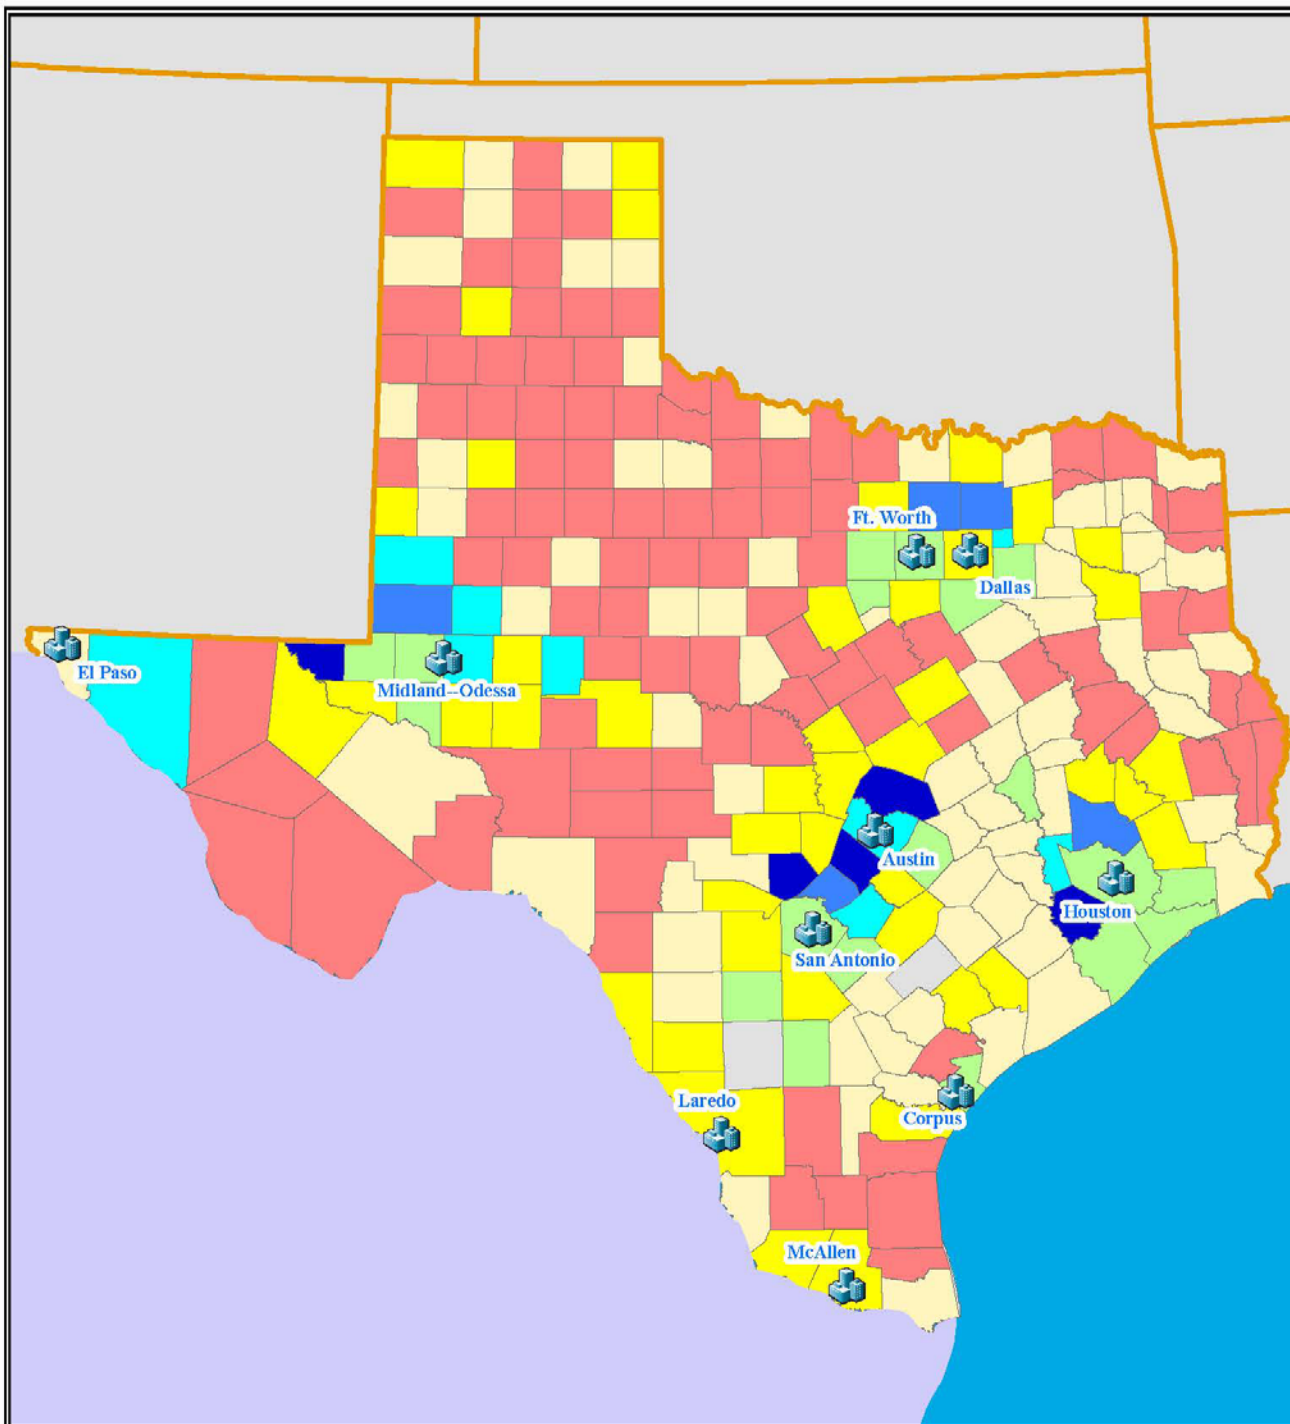 Ft. Worth
Dallas
El Paso
Midland--Odessa
Austin
Houston
San Antonio
Laredo
Corpus
McAllen